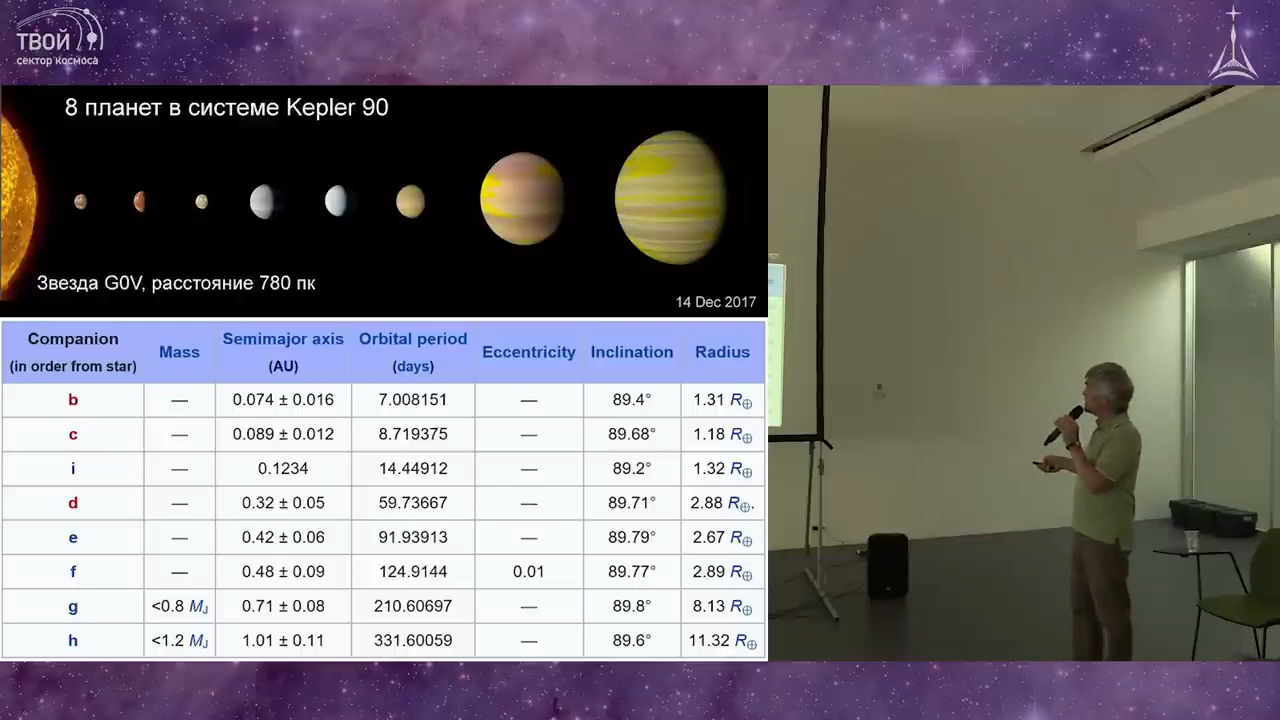 ТВОЙ
сектор космоса
8 планет в системе Kepler 90
Звезда G0V, расстояние 780 пк
14 Dec 2017
Companion (in order from star) Mass Semimajor axis (AU) Orbital period (days) Eccentricity Inclination Radius
b — 0.074 ± 0.016 7.008151 — 89.4° 1.31 R⊕
c — 0.089 ± 0.012 8.719375 — 89.68° 1.18 R⊕
i — 0.1234 14.44912 — 89.2° 1.32 R⊕
d — 0.32 ± 0.05 59.73667 — 89.71° 2.88 R⊕.
e — 0.42 ± 0.06 91.93913 — 89.79° 2.67 R⊕
f — 0.48 ± 0.09 124.9144 0.01 89.77° 2.89 R⊕
g <0.8 MJ 0.71 ± 0.08 210.60697 — 89.8° 8.13 R⊕
h <1.2 MJ 1.01 ± 0.11 331.60059 — 89.6° 11.32 R⊕